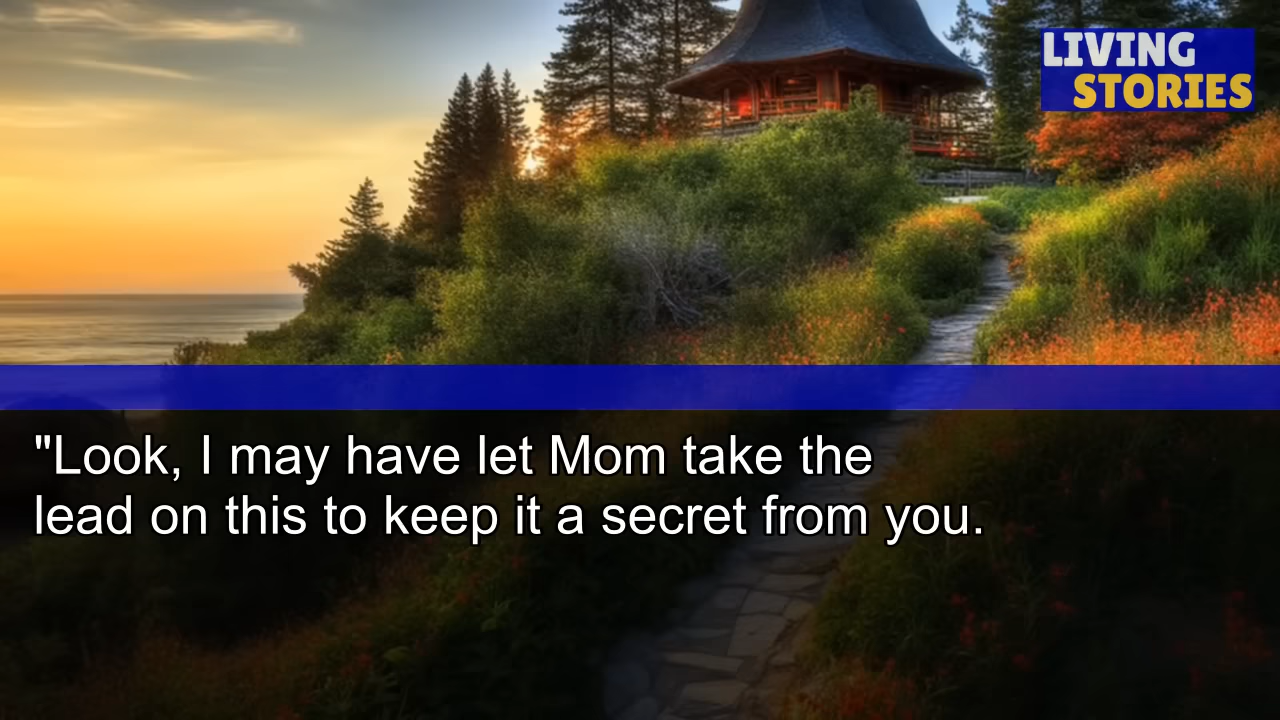 LIVING
STORIES
"Look, I may have let Mom take the
lead on this to keep it a secret from you.